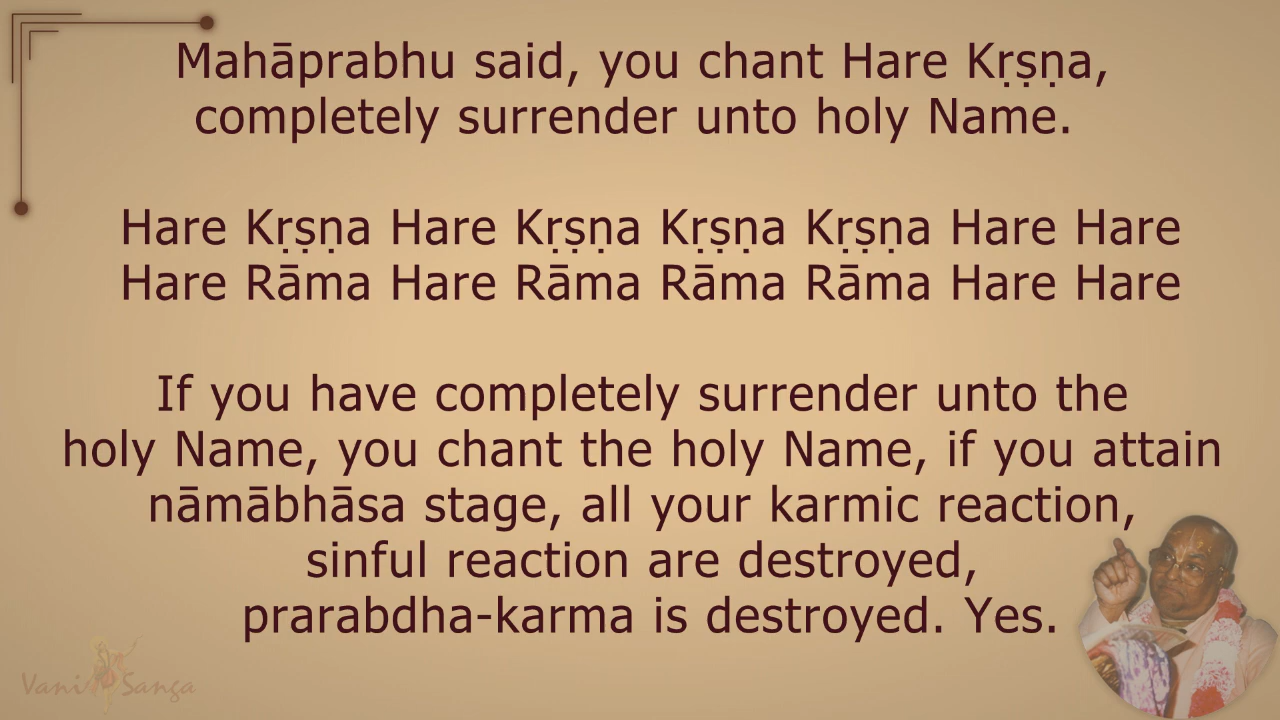 Mahāprabhu said, you chant Hare Kṛṣṇa,
completely surrender unto holy Name.
Hare Kṛṣṇa Hare Kṛṣṇa Kṛṣṇa Kṛṣṇa Hare Hare
Hare Rāma Hare Rāma Rāma Rāma Hare Hare
If you have completely surrender unto the
holy Name, you chant the holy Name, if you attain
nāmābhāsa stage, all your karmic reaction,
sinful reaction are destroyed,
prarabdha-karma is destroyed. Yes.
Vani Sanga